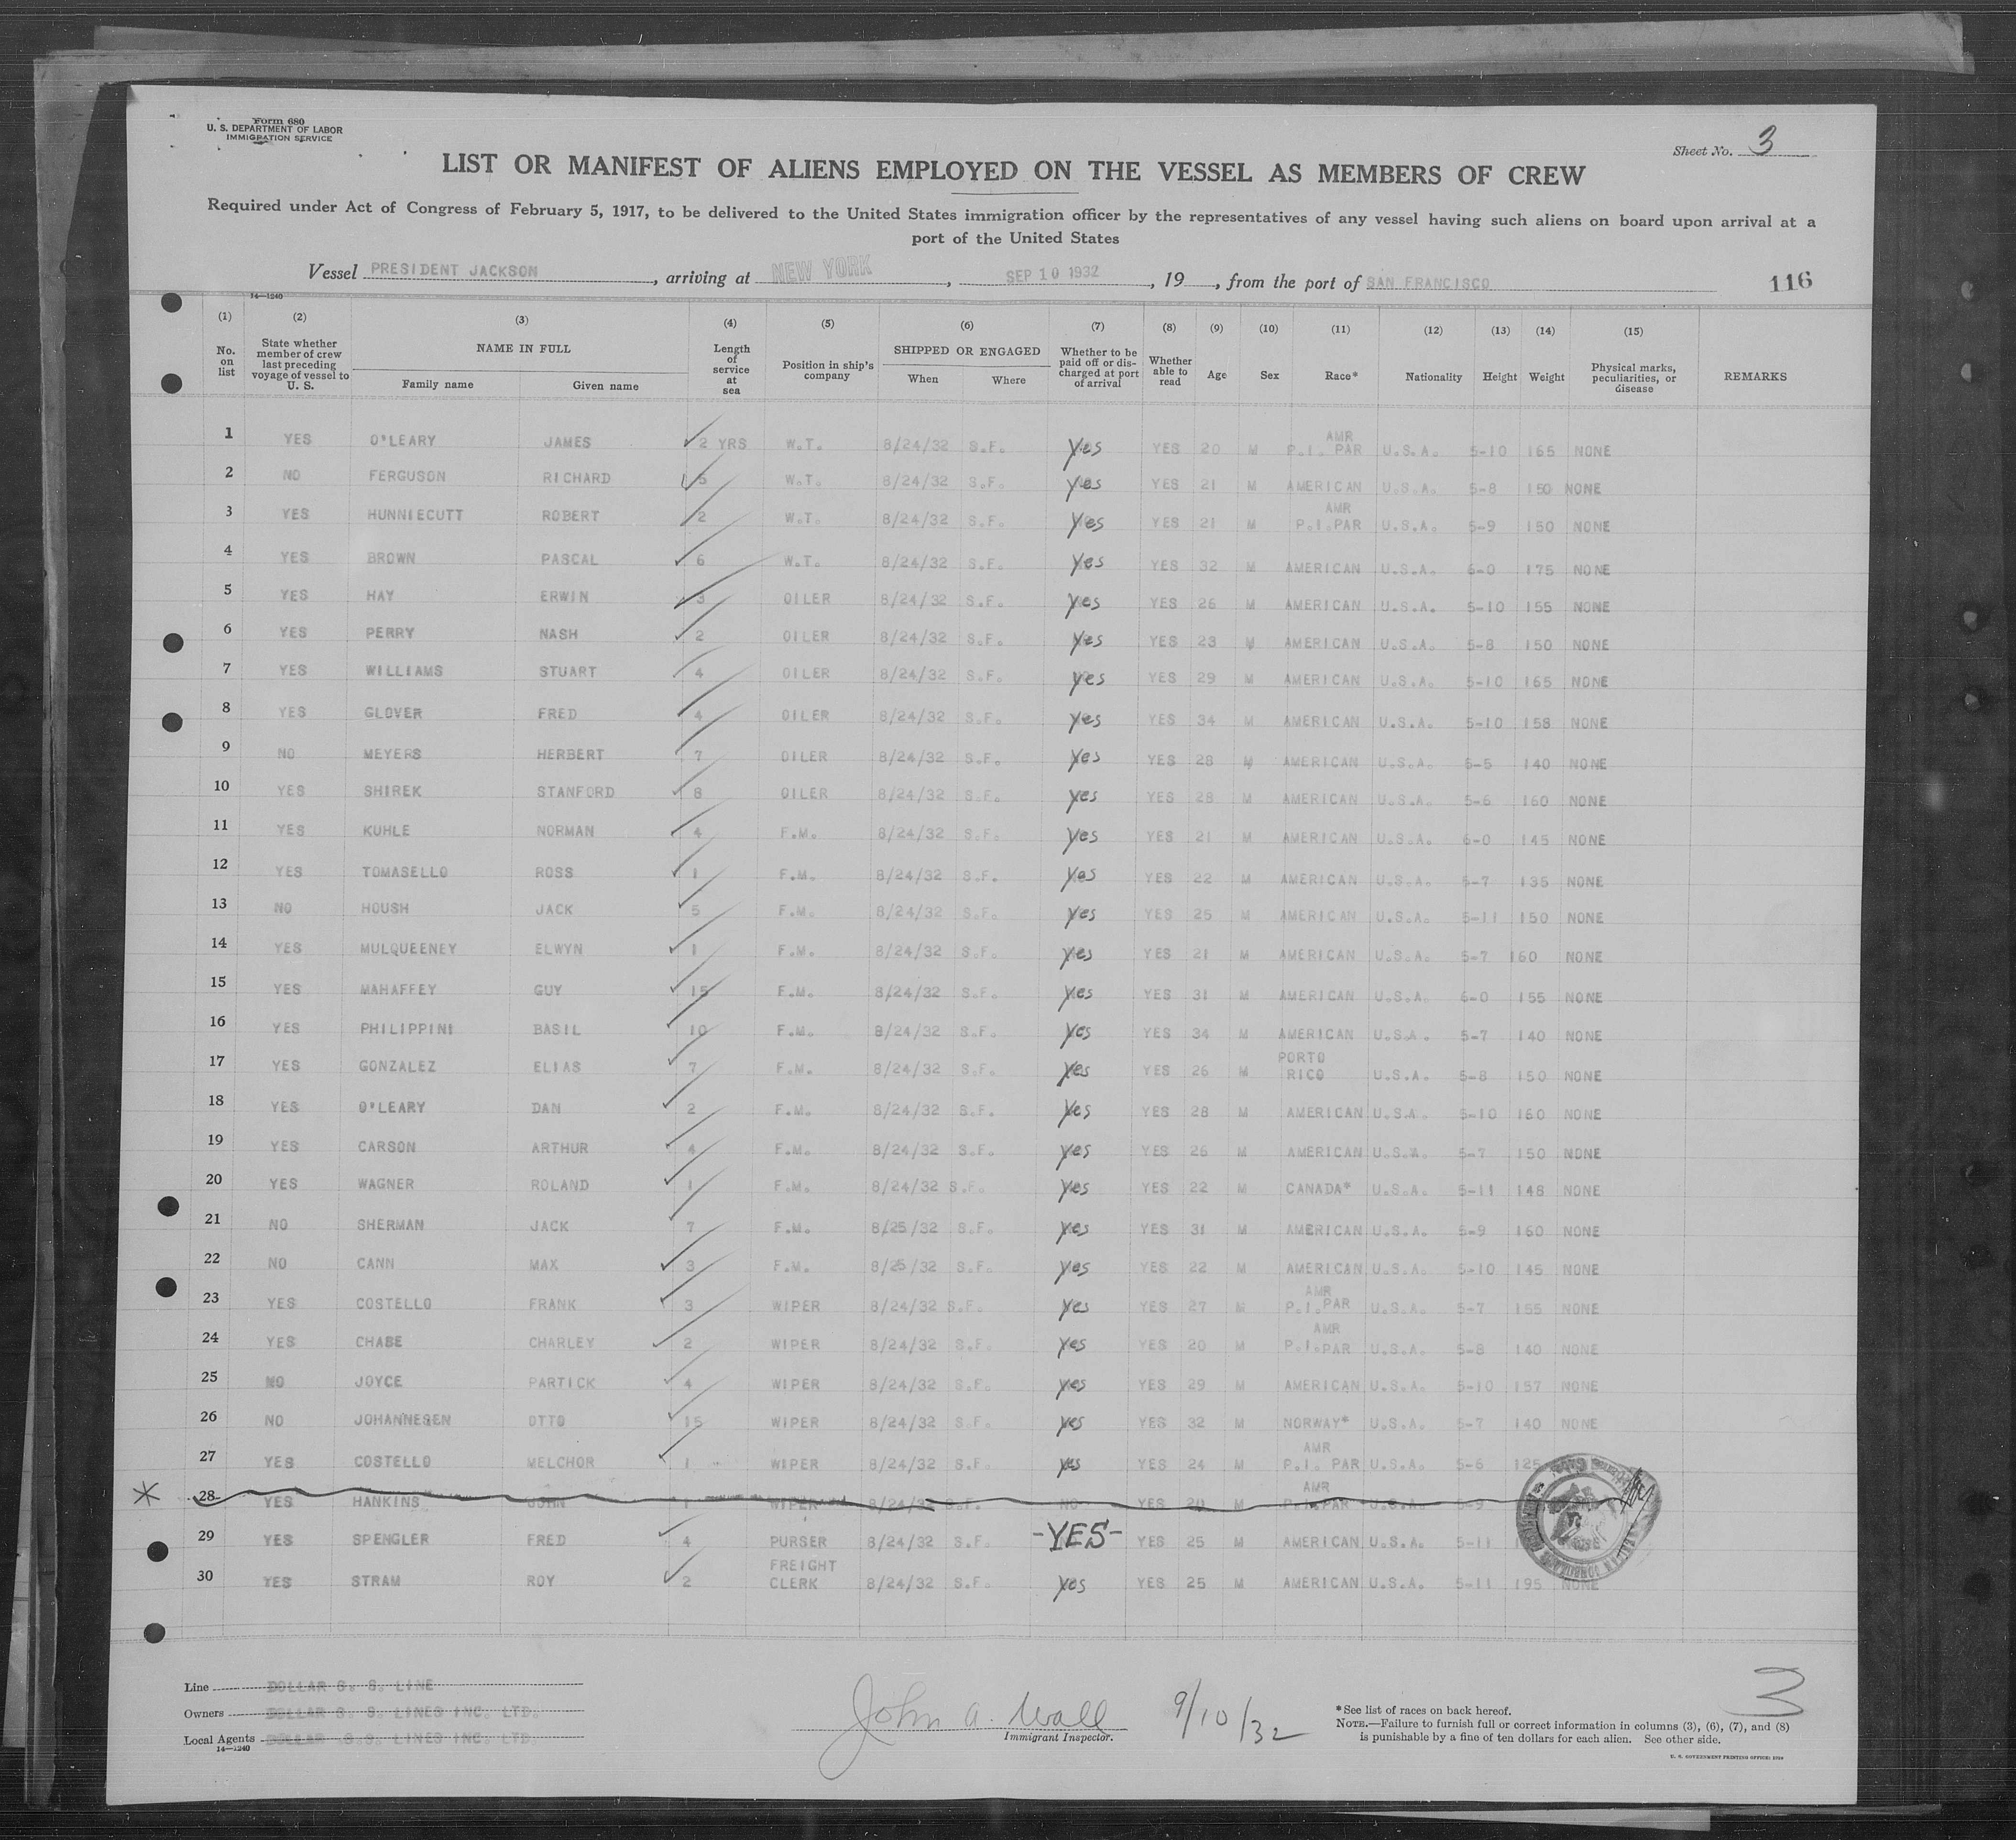 Form 680
U. S. DEPARTMENT OF LABOR
IMMIGRATION SERVICE
Sheet No. 3
LIST OR MANIFEST OF ALIENS EMPLOYED ON THE VESSEL AS MEMBERS OF CREW
Required under Act of Congress of February 5, 1917, to be delivered to the United States immigration officer by the representatives of any vessel having such aliens on board upon arrival at a
port of the United States
Vessel PRESIDENT JACKSON, arriving at NEW YORK, SEP 10 1932, 19__, from the port of SAN FRANCISCO 116
14—1240
(1) (2) (3) (4) (5) (6) (7) (8) (9) (10) (11) (12) (13) (14) (15)
No. on list | State whether member of crew last preceding voyage of vessel to U. S. | NAME IN FULL Family name Given name | Length of service at sea | Position in ship's company | SHIPPED OR ENGAGED When Where | Whether to be paid off or discharged at port of arrival | Whether able to read | Age | Sex | Race* | Nationality | Height | Weight | Physical marks, peculiarities, or disease | REMARKS
1 YES O'LEARY JAMES 2 YRS W.T. 8/24/32 S.F. Yes YES 20 M AMR P.I. PAR U.S.A. 5-10 165 NONE
2 NO FERGUSON RICHARD 5 W.T. 8/24/32 S.F. Yes YES 21 M AMERICAN U.S.A. 5-8 150 NONE
3 YES HUNNIECUTT ROBERT 2 W.T. 8/24/32 S.F. Yes YES 21 M AMR P.I.PAR U.S.A. 5-9 150 NONE
4 YES BROWN PASCAL 6 W.T. 8/24/32 S.F. Yes YES 32 M AMERICAN U.S.A. 6-0 175 NONE
5 YES HAY ERWIN 3 OILER 8/24/32 S.F. Yes YES 26 M AMERICAN U.S.A. 5-10 155 NONE
6 YES PERRY NASH 2 OILER 8/24/32 S.F. Yes YES 23 M AMERICAN U.S.A. 5-8 150 NONE
7 YES WILLIAMS STUART 4 OILER 8/24/32 S.F. Yes YES 29 M AMERICAN U.S.A. 5-10 165 NONE
8 YES GLOVER FRED 4 OILER 8/24/32 S.F. Yes YES 34 M AMERICAN U.S.A. 5-10 158 NONE
9 NO MEYERS HERBERT 7 OILER 8/24/32 S.F. Yes YES 28 M AMERICAN U.S.A. 5-5 140 NONE
10 YES SHIREK STANFORD 8 OILER 8/24/32 S.F. Yes YES 28 M AMERICAN U.S.A. 5-6 160 NONE
11 YES KUHLE NORMAN 4 F.M. 8/24/32 S.F. Yes YES 21 M AMERICAN U.S.A. 6-0 145 NONE
12 YES TOMASELLO ROSS 1 F.M. 8/24/32 S.F. Yes YES 22 M AMERICAN U.S.A. 5-7 135 NONE
13 NO HOUSH JACK 5 F.M. 8/24/32 S.F. Yes YES 25 M AMERICAN U.S.A. 5-11 150 NONE
14 YES MULQUEENEY ELWYN 1 F.M. 8/24/32 S.F. Yes YES 21 M AMERICAN U.S.A. 5-7 160 NONE
15 YES MAHAFFEY GUY 15 F.M. 8/24/32 S.F. Yes YES 31 M AMERICAN U.S.A 6-0 155 NONE
16 YES PHILIPPINI BASIL 10 F.M. 8/24/32 S.F. Yes YES 34 M AMERICAN U.S.A. 5-7 140 NONE
17 YES GONZALEZ ELIAS 7 F.M. 8/24/32 S.F. Yes YES 26 M PORTO RICO U.S.A. 5-8 150 NONE
18 YES O'LEARY DAN 2 F.M. 8/24/32 S.F. Yes YES 28 M AMERICAN U.S.A. 5-10 160 NONE
19 YES CARSON ARTHUR 4 F.M. 8/24/32 S.F. Yes YES 26 M AMERICAN U.S.A. 5-7 150 NONE
20 YES WAGNER ROLAND 1 F.M. 8/24/32 S.F. Yes YES 22 M CANADA* U.S.A. 5-11 148 NONE
21 NO SHERMAN JACK 7 F.M. 8/25/32 S.F. Yes YES 31 M AMERICAN U.S.A. 5-9 160 NONE
22 NO CANN MAX 3 F.M. 8/25/32 S.F. Yes YES 22 M AMERICAN U.S.A. 5-10 145 NONE
23 YES COSTELLO FRANK 3 WIPER 8/24/32 S.F. Yes YES 27 M AMR P.I.PAR U.S.A. 5-7 155 NONE
24 YES CHABE CHARLEY 2 WIPER 8/24/32 S.F. Yes YES 20 M AMR P.I.PAR U.S.A. 5-8 140 NONE
25 NO JOYCE PARTICK 4 WIPER 8/24/32 S.F. Yes YES 29 M AMERICAN U.S.A. 5-10 157 NONE
26 NO JOHANNESEN OTTO 15 WIPER 8/24/32 S.F. Yes YES 32 M NORWAY* U.S.A. 5-7 140 NONE
27 YES COSTELLO MELCHOR 1 " WIPER 8/24/32 S.F. Yes YES 24 M AMR P.I. PAR U.S.A. 5-6 125
28 YES HANKINS JOHN 1 WIPER 8/24/32 S.F. NO YES 20 M AMR P.I.PAR U.S.A. 5-9
29 YES SPENGLER FRED 4 PURSER 8/24/32 S.F. -YES- YES 25 M AMERICAN U.S.A. 5-11
30 YES STRAM ROY 2 FREIGHT CLERK 8/24/32 S.F. Yes YES 25 M AMERICAN U.S.A. 5-11 195 NONE
Line DOLLAR S. S. LINE
Owners DOLLAR S. S. LINES INC. LTD.
Local Agents DOLLAR S.S. LINES INC. LTD.
14—1240
John A. Wall 9/10/32
Immigrant Inspector.
3
*See list of races on back hereof.
NOTE.—Failure to furnish full or correct information in columns (3), (6), (7), and (8)
is punishable by a fine of ten dollars for each alien. See other side.
U. S. GOVERNMENT PRINTING OFFICE